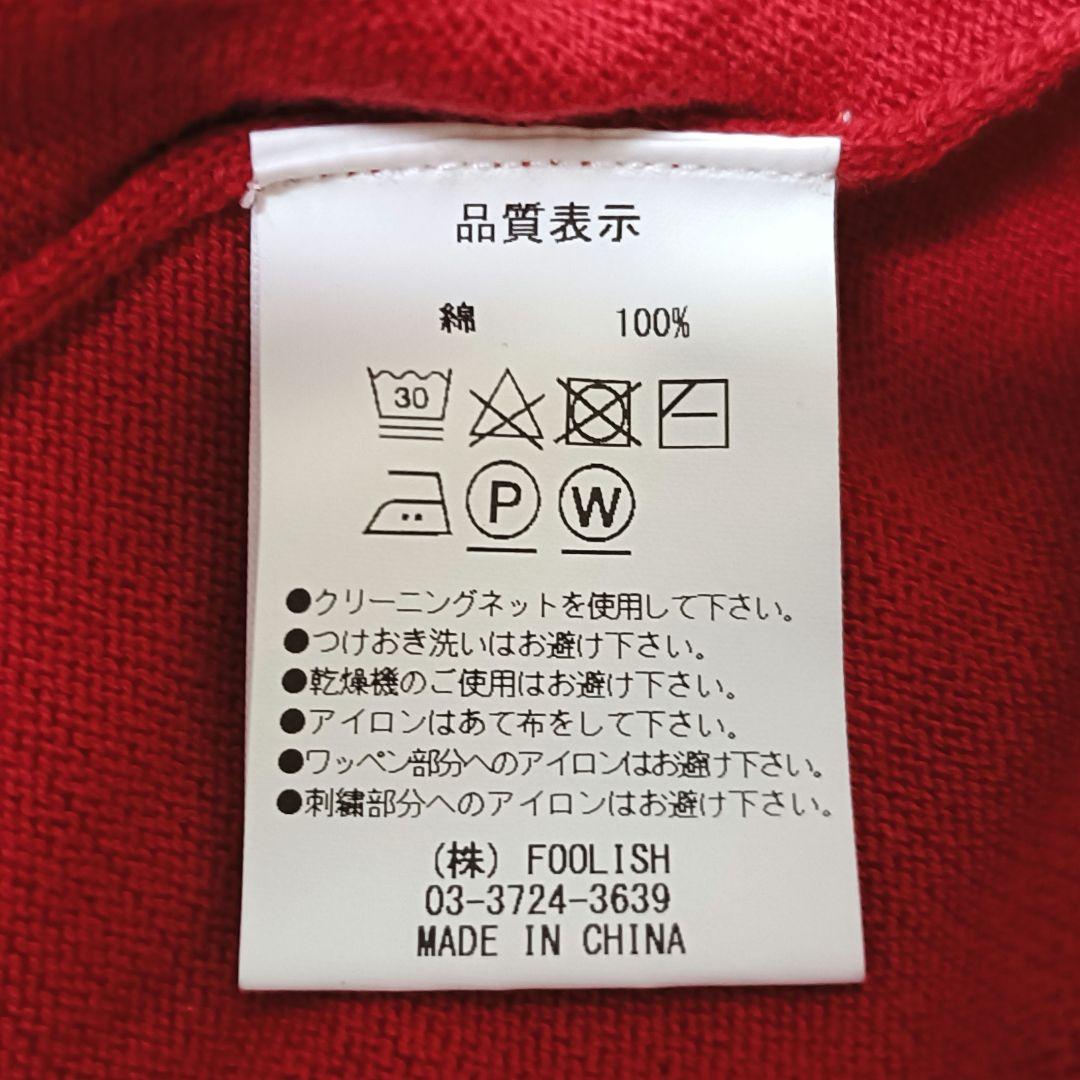 品質表示
綿 100%
30
P W
●クリーニングネットを使用して下さい。
●つけおき洗いはお避け下さい。
●乾燥機のご使用はお避け下さい。
●アイロンはあて布をして下さい。
●ワッペン部分へのアイロンはお避け下さい。
●刺繍部分へのアイロンはお避け下さい。
(株) FOOLISH
03-3724-3639
MADE IN CHINA